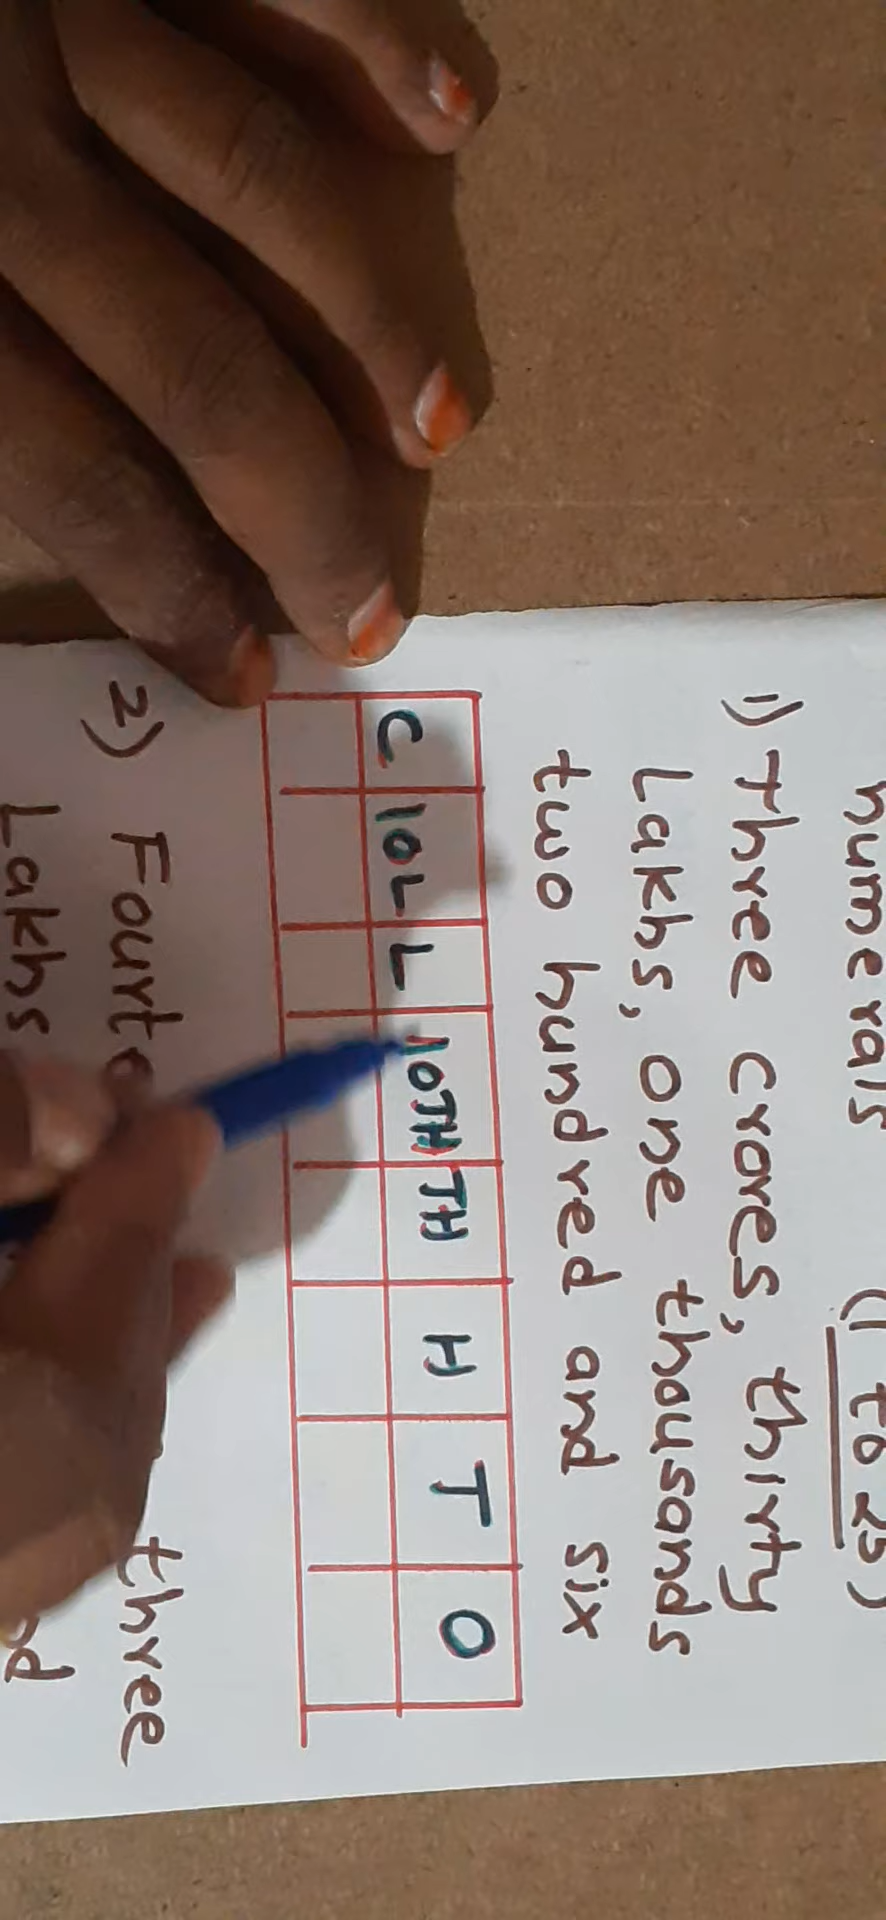 numerals (1 to 25)
1) Three crores, thirty
Lakhs, one thousands
two hundred and six
C 10L L 10TH TH H T O
2) three
Lakhs